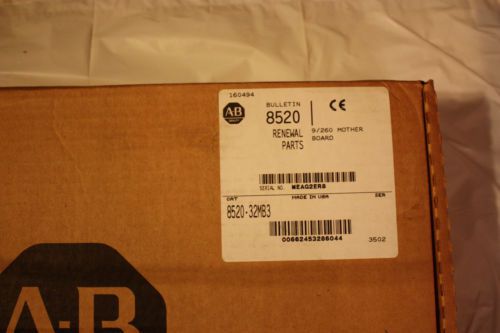 160494
A-B
BULLETIN
8520
CE
RENEWAL
PARTS
9/260 MOTHER
BOARD
SERIAL NO. MEAG2ER8
CAT MADE IN USA SER
8520-32MB3
00662453286044 3502
A-B